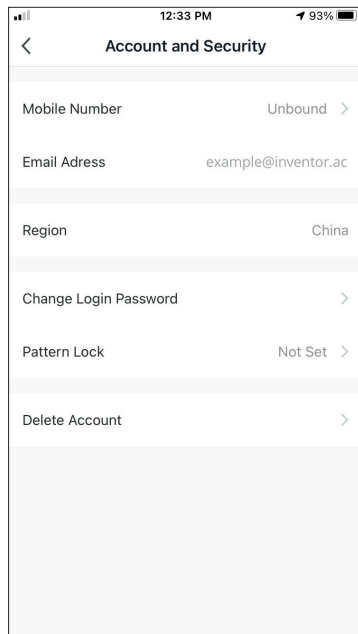 12:33 PM 93%
Account and Security
Mobile Number Unbound
Email Adress example@inventor.ac
Region China
Change Login Password
Pattern Lock Not Set
Delete Account